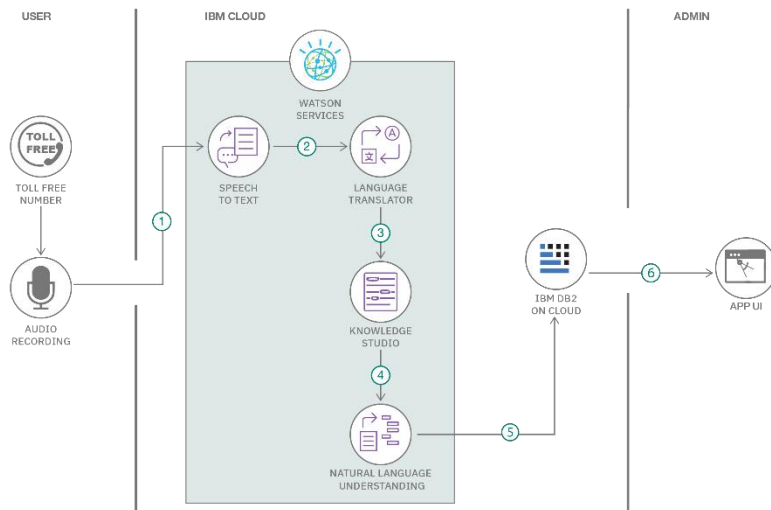 USER
IBM CLOUD
ADMIN
WATSON
SERVICES
TOLL
FREE
TOLL FREE
NUMBER
SPEECH
TO TEXT
2
A
文
LANGUAGE
TRANSLATOR
1
3
AUDIO
RECORDING
KNOWLEDGE
STUDIO
IBM DB2
ON CLOUD
6
APP UI
4
NATURAL LANGUAGE
UNDERSTANDING
5